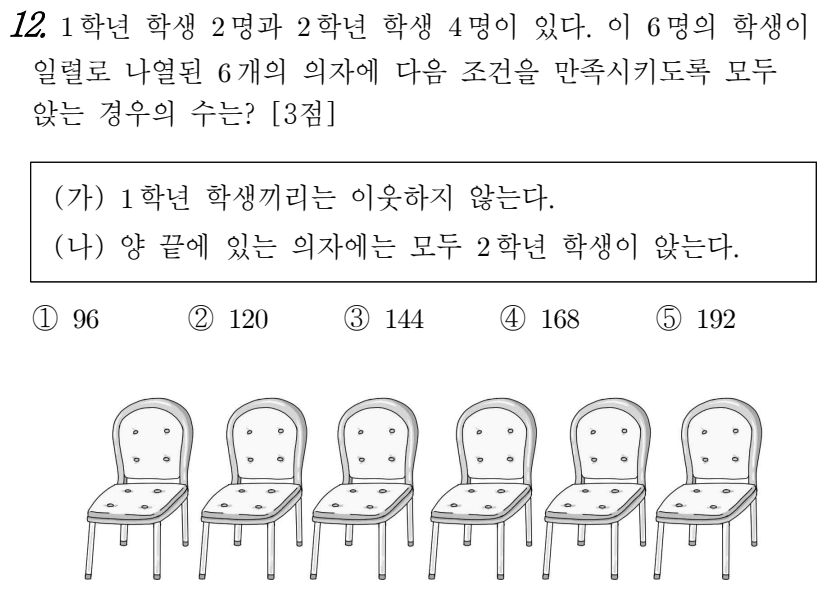 12. 1학년 학생 2명과 2학년 학생 4명이 있다. 이 6명의 학생이
일렬로 나열된 6개의 의자에 다음 조건을 만족시키도록 모두
앉는 경우의 수는? [3점]
(가) 1학년 학생끼리는 이웃하지 않는다.
(나) 양 끝에 있는 의자에는 모두 2학년 학생이 앉는다.
① 96 ② 120 ③ 144 ④ 168 ⑤ 192